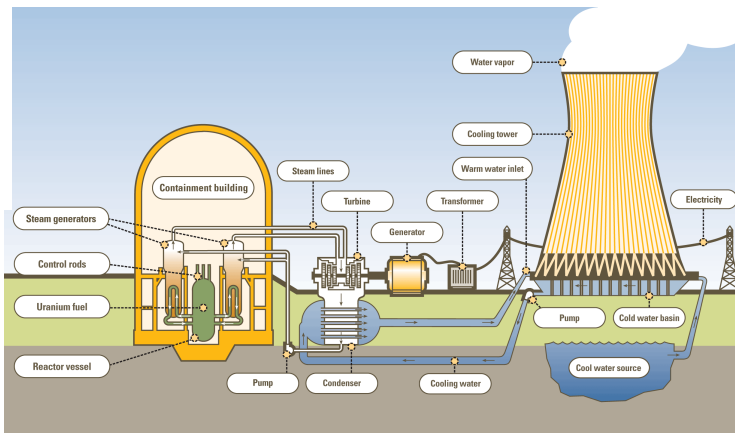 Water vapor
Cooling tower
Steam lines
Warm water inlet
Containment building
Turbine
Transformer
Electricity
Steam generators
Generator
Control rods
Uranium fuel
Pump
Cold water basin
Reactor vessel
Cool water source
Pump
Condenser
Cooling water